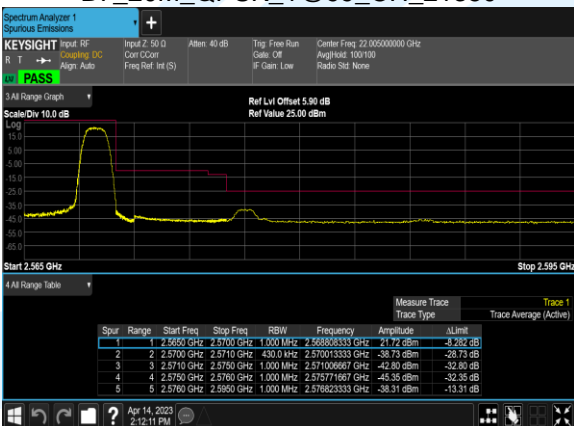 Spectrum Analyzer 1
Spurious Emissions
+
KEYSIGHT Input: RF Input Z: 50 Ω Atten: 40 dB Trig: Free Run Center Freq: 22.005000000 GHz
R T Coupling: DC Corr CCorr Gate: Off Avg|Hold: 100/100
Align: Auto Freq Ref: Int (S) IF Gain: Low Radio Std: None
PASS
3 All Range Graph Ref Lvl Offset 5.90 dB
Scale/Div 10.0 dB Ref Value 25.00 dBm
Log
15.0
5.00
-5.00
-15.0
-25.0
-35.0
-45.0
-55.0
-65.0
Start 2.565 GHz Stop 2.595 GHz
4 All Range Table
Measure Trace Trace 1
Trace Type Trace Average (Active)
Spur Range Start Freq Stop Freq RBW Frequency Amplitude ΔLimit
1 1 2.5650 GHz 2.5700 GHz 1.000 MHz 2.568808333 GHz 21.72 dBm -8.282 dB
2 2 2.5700 GHz 2.5710 GHz 430.0 kHz 2.570013333 GHz -38.73 dBm -28.73 dB
3 3 2.5710 GHz 2.5750 GHz 1.000 MHz 2.571006667 GHz -42.80 dBm -32.80 dB
4 4 2.5750 GHz 2.5760 GHz 1.000 MHz 2.575771667 GHz -45.35 dBm -32.35 dB
5 5 2.5760 GHz 2.5950 GHz 1.000 MHz 2.576823333 GHz -38.31 dBm -13.31 dB
? Apr 14, 2023
2:12:11 PM